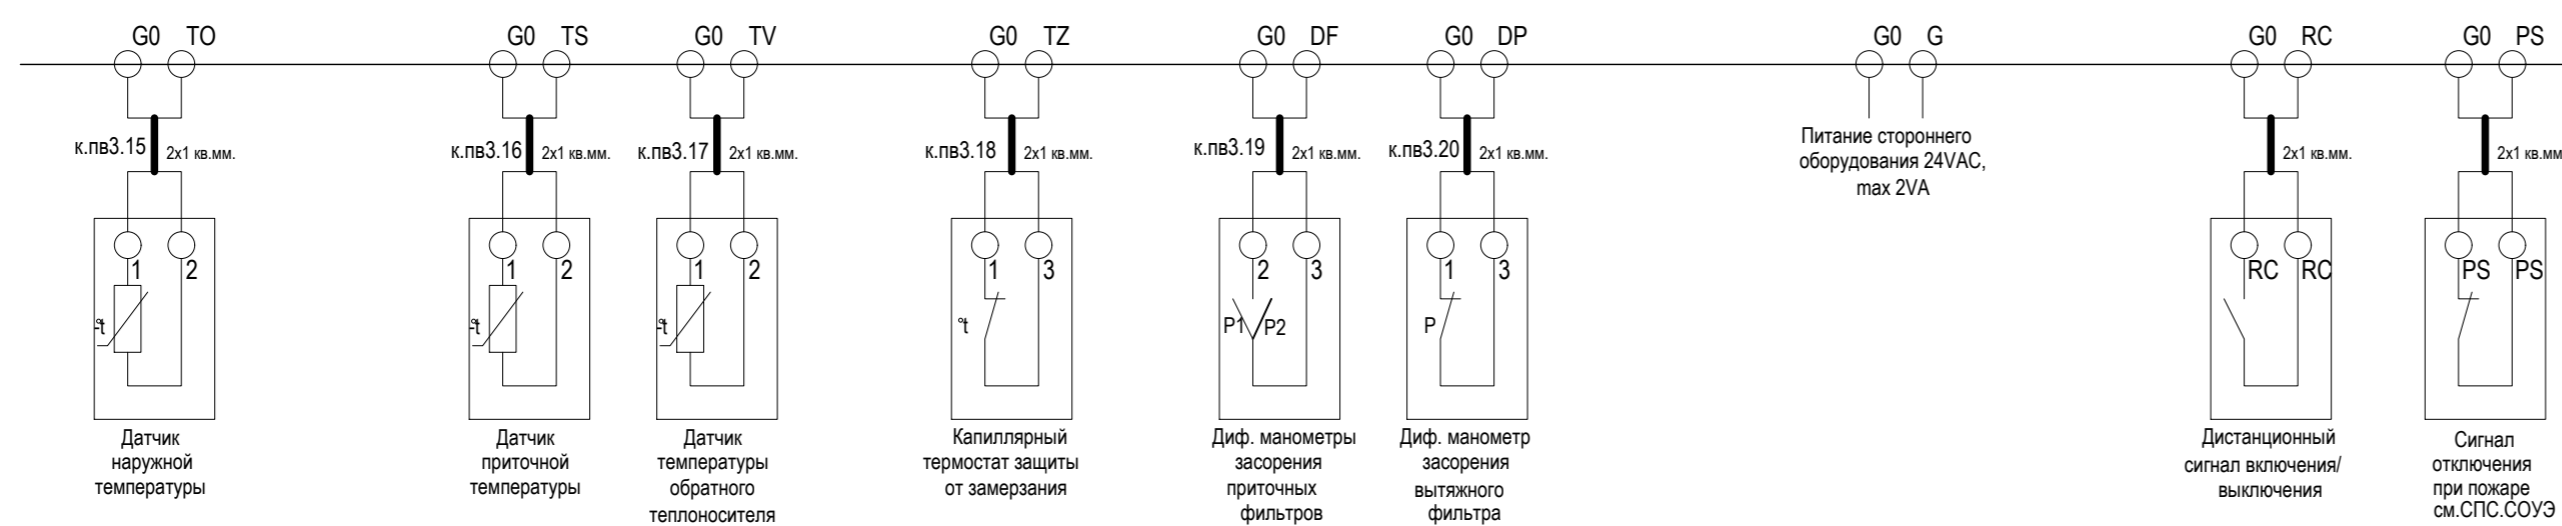 G0 TO G0 TS G0 TV G0 TZ G0 DF G0 DP G0 G G0 RC G0 PS
к.пв3.15 2x1 кв.мм. к.пв3.16 2x1 кв.мм. к.пв3.17 2x1 кв.мм. к.пв3.18 2x1 кв.мм. к.пв3.19 2x1 кв.мм. к.пв3.20 2x1 кв.мм. 2x1 кв.мм. 2x1 кв.мм
Питание стороннего
оборудования 24VAC,
max 2VA
1 2 1 2 1 2 1 3 2 3 1 3 RC RC PS PS
-t° -t° -t° t° P1 P2 P
Датчик
наружной
температуры
Датчик
приточной
температуры
Датчик
температуры
обратного
теплоносителя
Капиллярный
термостат защиты
от замерзания
Диф. манометры
засорения
приточных
фильтров
Диф. манометр
засорения
вытяжного
фильтра
Дистанционный
сигнал включения/
выключения
Сигнал
отключения
при пожаре
см.СПС.СОУЭ